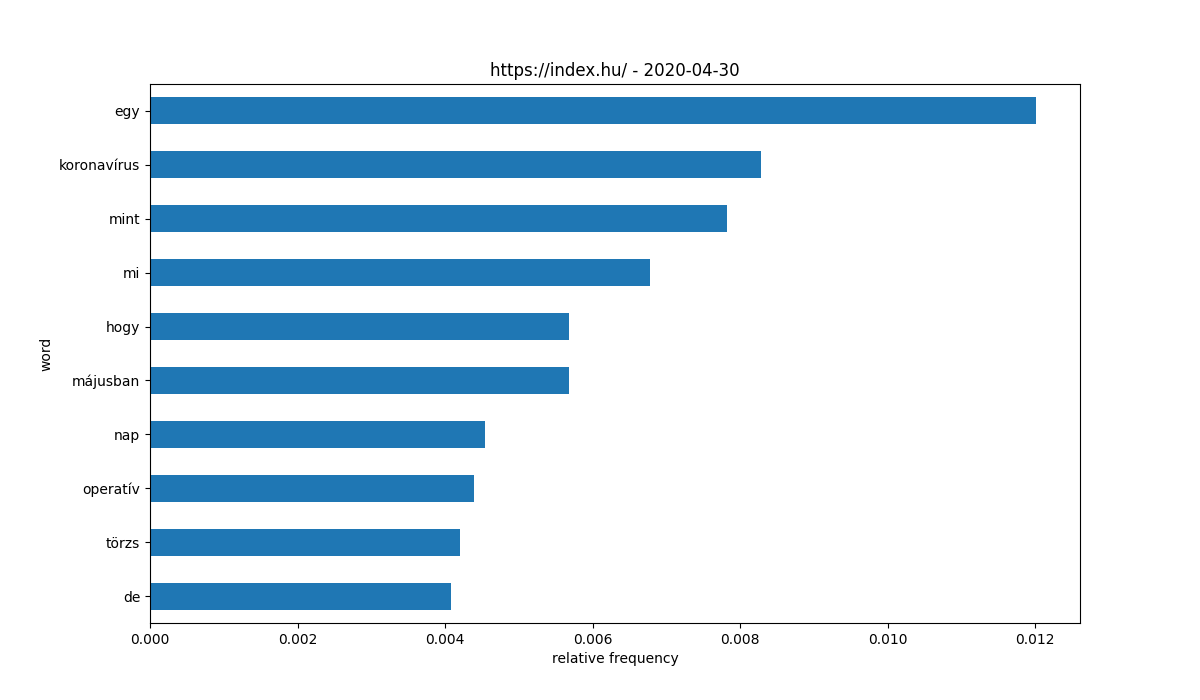 https://index.hu/ - 2020-04-30
egy
koronavírus
mint
mi
hogy
májusban
nap
operatív
törzs
de
word
0.000 0.002 0.004 0.006 0.008 0.010 0.012
relative frequency